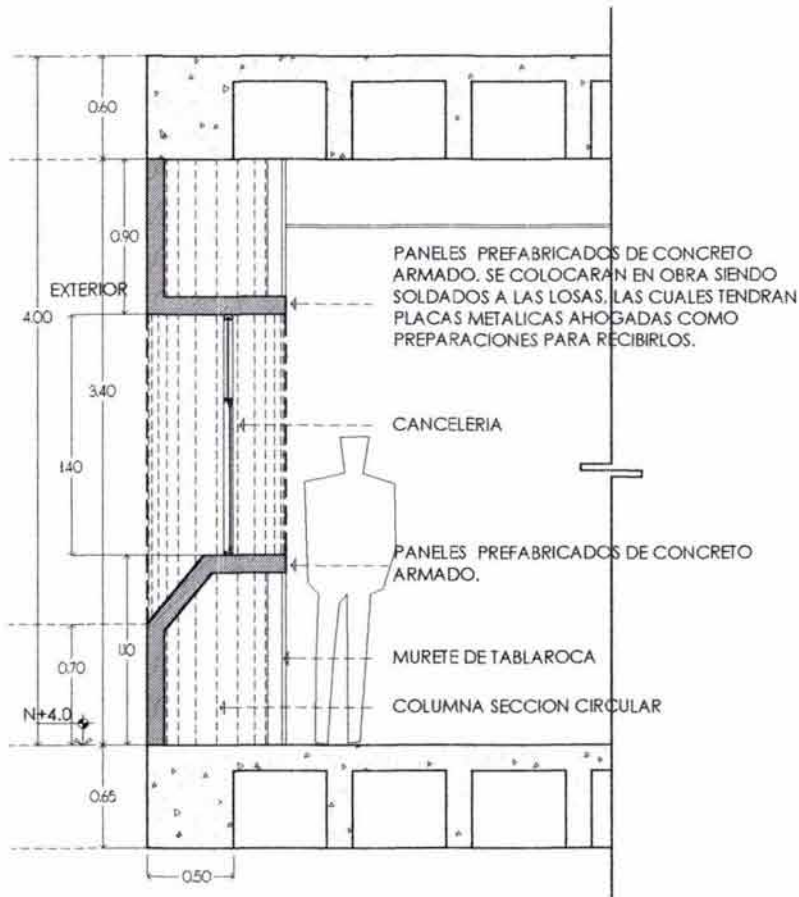 0.60
0.90
EXTERIOR
4.00
3.40
1.40
PANELES PREFABRICADOS DE CONCRETO
ARMADO. SE COLOCARAN EN OBRA SIENDO
SOLDADOS A LAS LOSAS, LAS CUALES TENDRAN
PLACAS METALICAS AHOGADAS COMO
PREPARACIONES PARA RECIBIRLOS.
CANCELERIA
PANELES PREFABRICADOS DE CONCRETO
ARMADO.
1.10
0.70
MURETE DE TABLAROCA
COLUMNA SECCION CIRCULAR
N+4.0
0.65
0.50